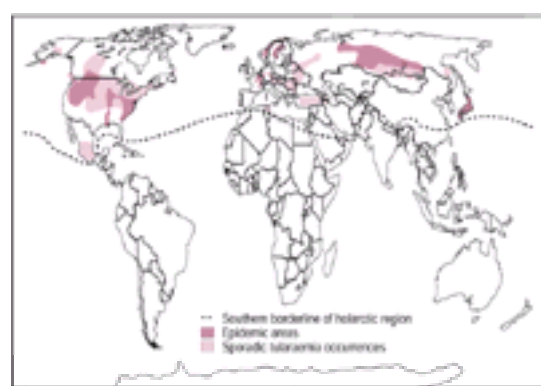 Southern borderline of holarctic region
Epidemic areas
Sporadic tularaemia occurrences